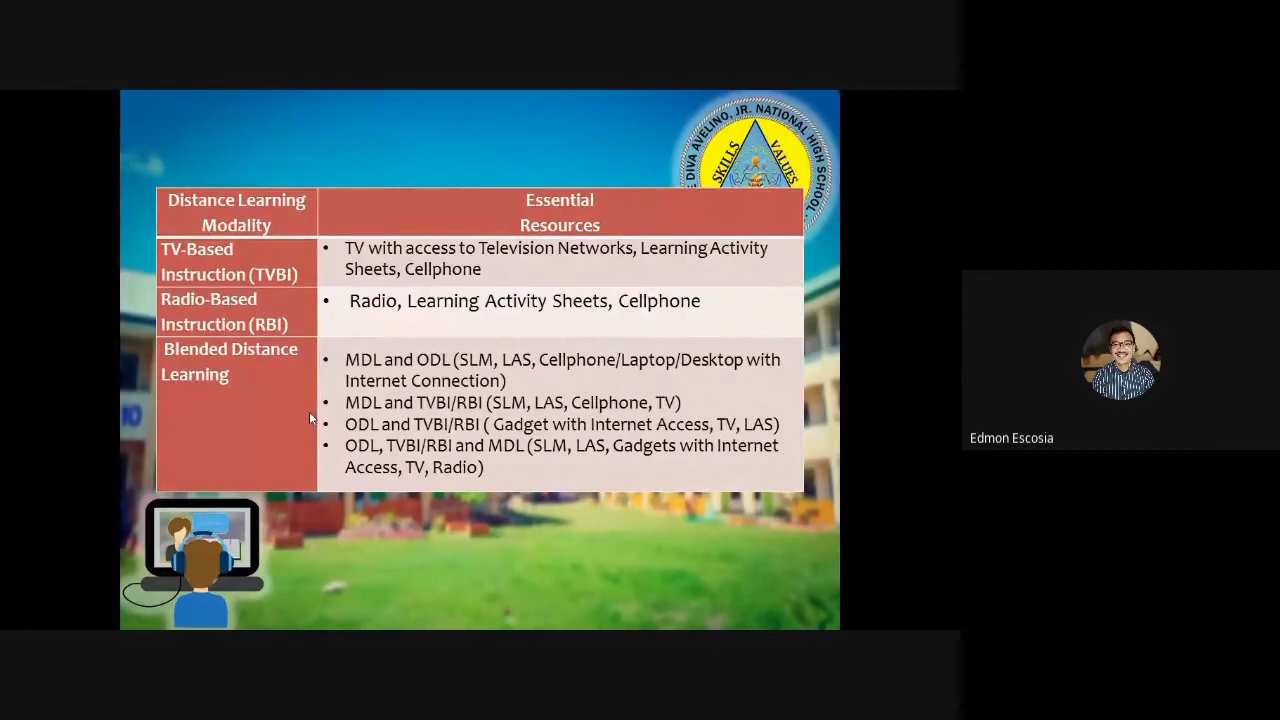 DIVA AVELINO, JR. NATIONAL HIGH SCHOOL
SKILLS
VALUES
Distance Learning
Modality
Essential
Resources
TV-Based
Instruction (TVBI)
• TV with access to Television Networks, Learning Activity
Sheets, Cellphone
Radio-Based
Instruction (RBI)
• Radio, Learning Activity Sheets, Cellphone
Blended Distance
Learning
• MDL and ODL (SLM, LAS, Cellphone/Laptop/Desktop with
Internet Connection)
• MDL and TVBI/RBI (SLM, LAS, Cellphone, TV)
• ODL and TVBI/RBI ( Gadget with Internet Access, TV, LAS)
• ODL, TVBI/RBI and MDL (SLM, LAS, Gadgets with Internet
Access, TV, Radio)
Edmon Escosia